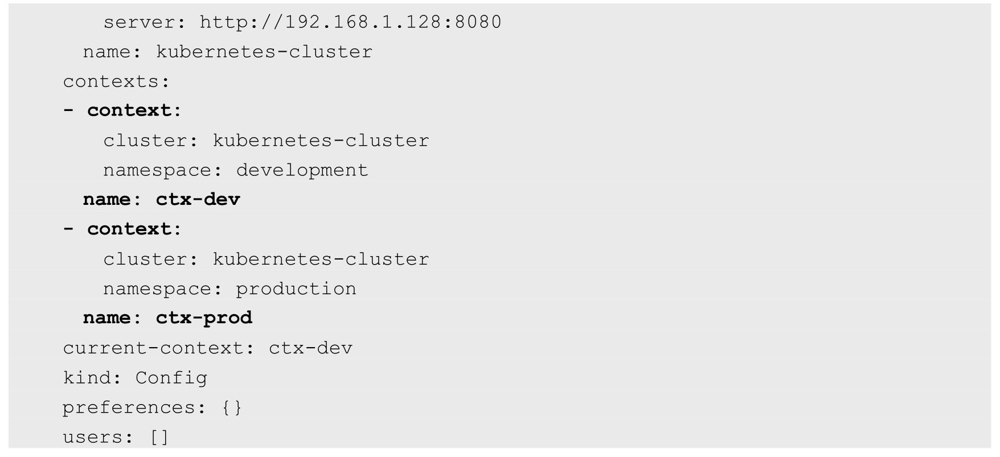 server: http://192.168.1.128:8080
name: kubernetes-cluster
contexts:
- context:
cluster: kubernetes-cluster
namespace: development
name: ctx-dev
- context:
cluster: kubernetes-cluster
namespace: production
name: ctx-prod
current-context: ctx-dev
kind: Config
preferences: {}
users: []